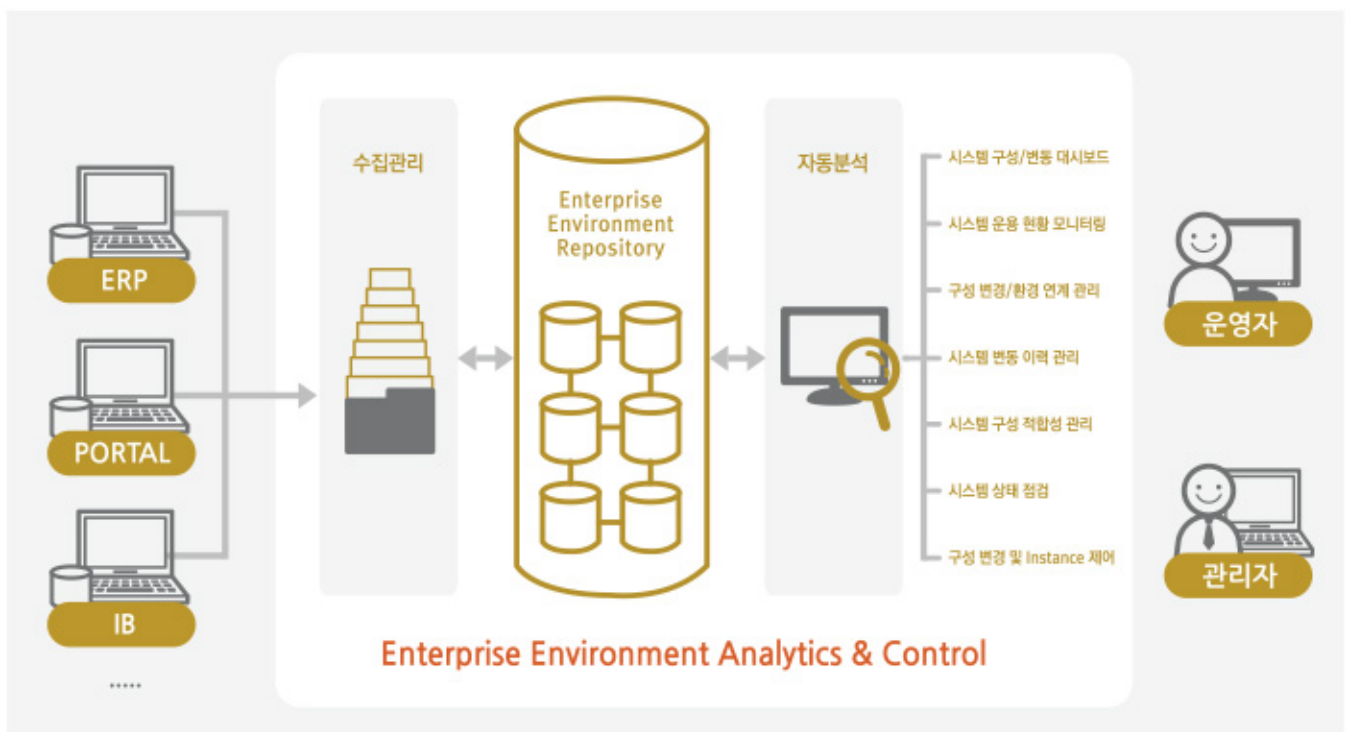 ERP
PORTAL
IB
.....
수집관리
Enterprise
Environment
Repository
자동분석
시스템 구성/변동 대시보드
시스템 운용 현황 모니터링
구성 변경/환경 연계 관리
시스템 변동 이력 관리
시스템 구성 적합성 관리
시스템 상태 점검
구성 변경 및 Instance 제어
운영자
관리자
Enterprise Environment Analytics & Control